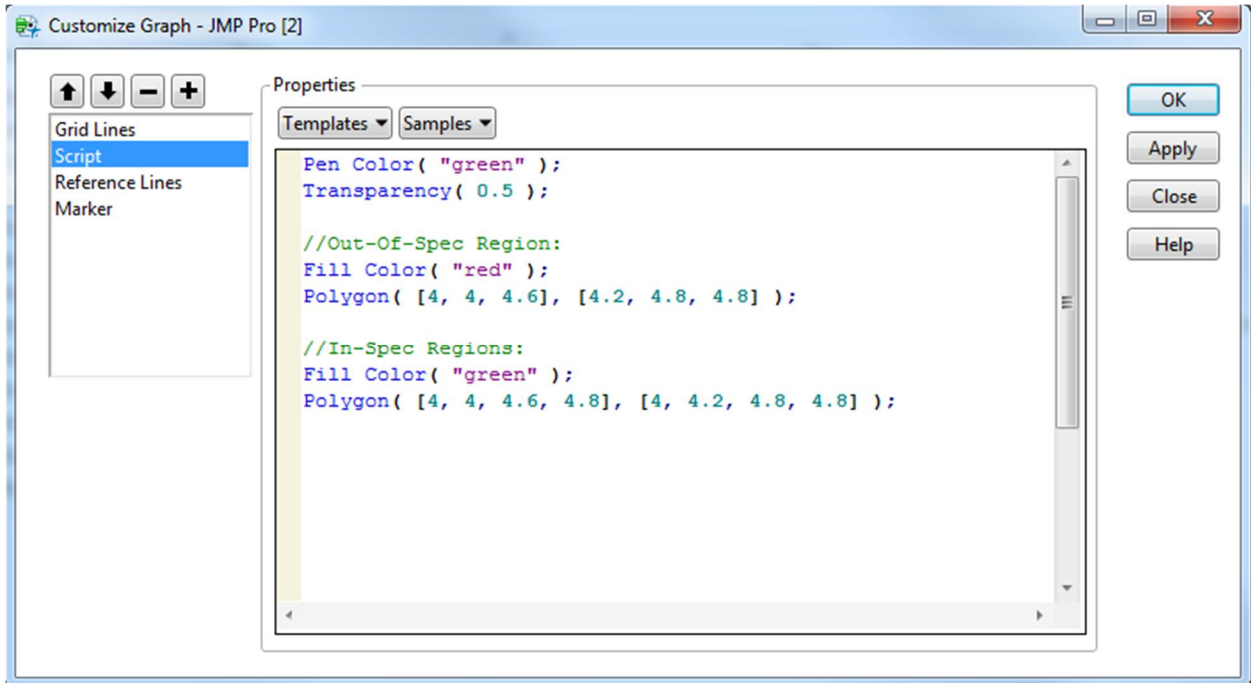 Customize Graph - JMP Pro [2]
Grid Lines
Script
Reference Lines
Marker
Properties
Templates Samples
Pen Color( "green" );
Transparency( 0.5 );
//Out-Of-Spec Region:
Fill Color( "red" );
Polygon( [4, 4, 4.6], [4.2, 4.8, 4.8] );
//In-Spec Regions:
Fill Color( "green" );
Polygon( [4, 4, 4.6, 4.8], [4, 4.2, 4.8, 4.8] );
OK
Apply
Close
Help